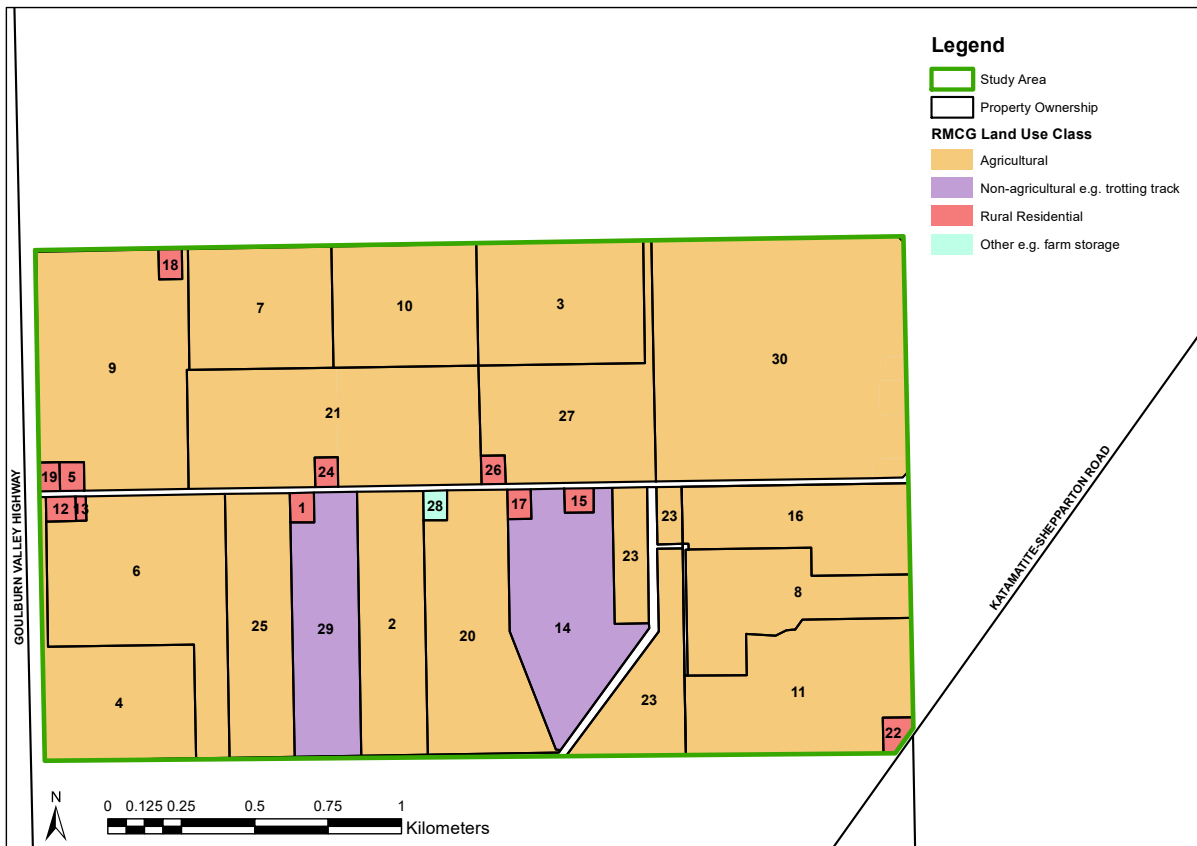 Legend
Study Area
Property Ownership
RMCG Land Use Class
Agricultural
Non-agricultural e.g. trotting track
Rural Residential
Other e.g. farm storage
18
7
10
3
30
9
21
27
19
5
24
26
12
13
1
28
17
15
23
23
16
6
25
29
2
20
14
8
4
23
11
22
GOULBURN VALLEY HIGHWAY
KATAMATITE-SHEPPARTON ROAD
N
0 0.125 0.25 0.5 0.75 1
Kilometers